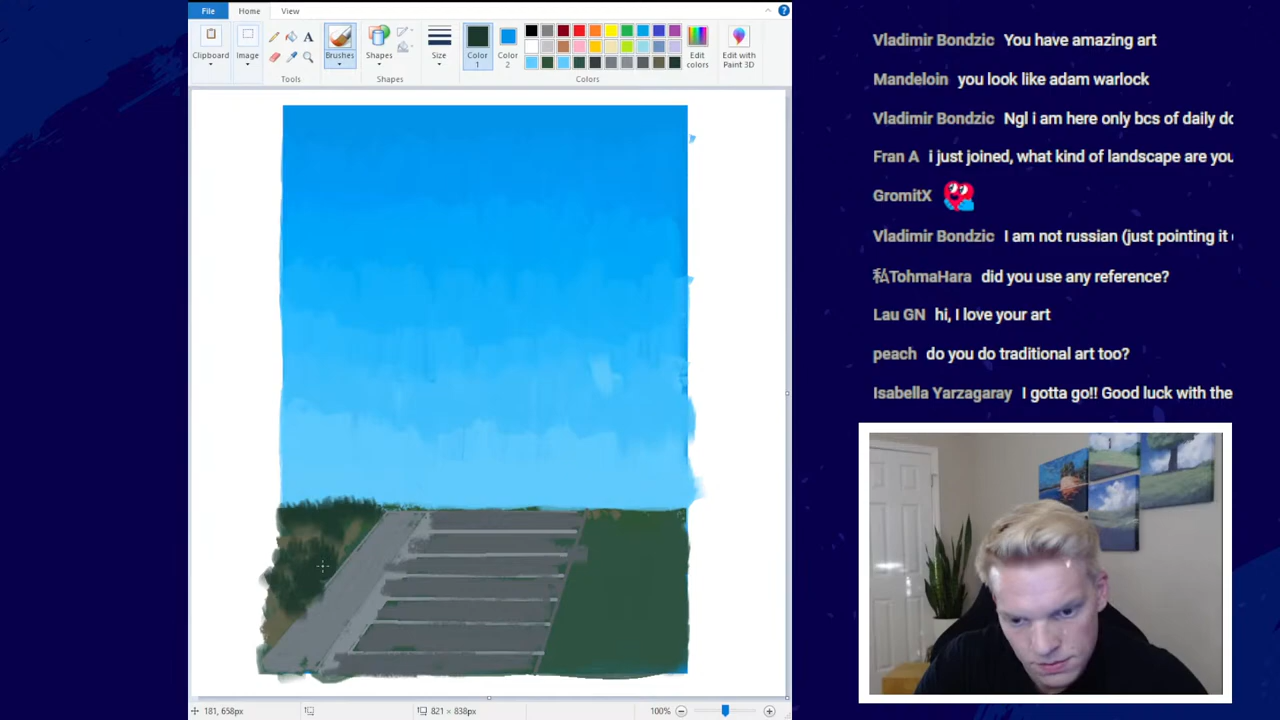 File Home View
Clipboard
Image
Tools
A
Brushes
Shapes
Shapes
Size
Color
1
Color
2
Edit
colors
Colors
Edit with
Paint 3D
Vladimir Bondzic You have amazing art
Mandeloin you look like adam warlock
Vladimir Bondzic Ngl i am here only bcs of daily do
Fran A i just joined, what kind of landscape are you
GromitX
Vladimir Bondzic I am not russian (just pointing it
私TohmaHara did you use any reference?
Lau GN hi, I love your art
peach do you do traditional art too?
Isabella Yarzagaray I gotta go!! Good luck with the
181, 658px
821 × 838px
100%